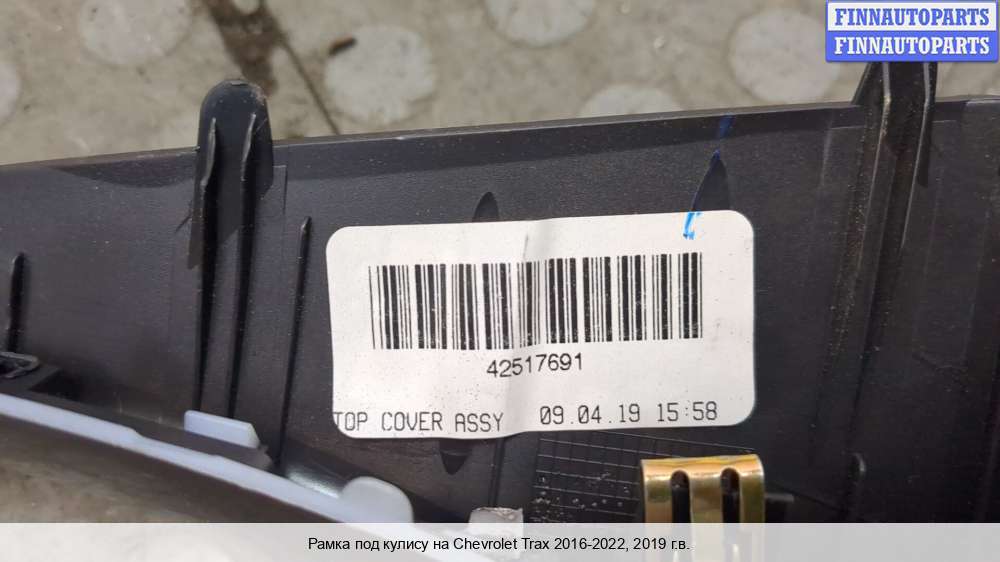 FINNAUTOPARTS
FINNAUTOPARTS
42517691
TOP COVER ASSY 09.04.19 15:58
Рамка под кулису на Chevrolet Trax 2016-2022, 2019 г.в.